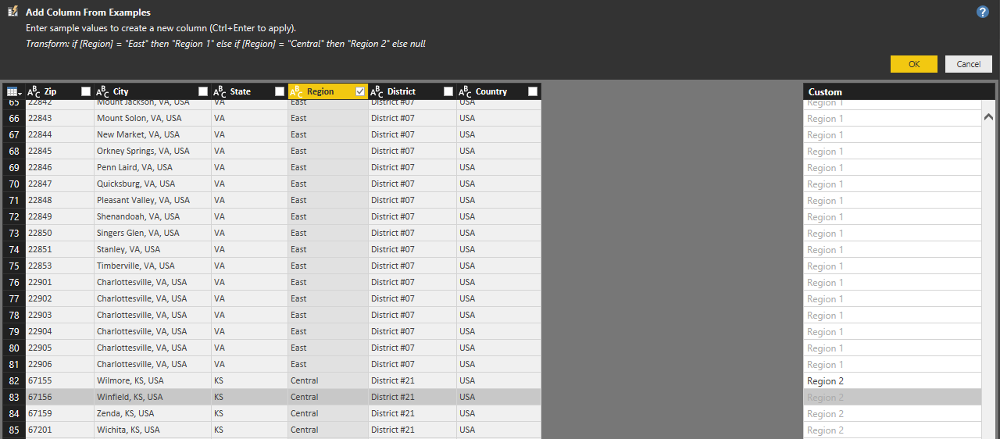 Add Column From Examples
?
Enter sample values to create a new column (Ctrl+Enter to apply).
Transform: if [Region] = "East" then "Region 1" else if [Region] = "Central" then "Region 2" else null
OK Cancel
ABC Zip ABC City ABC State ABC Region ABC District ABC Country Custom
65 22842 Mount Jackson, VA, USA VA East District #07 USA Region 1
66 22843 Mount Solon, VA, USA VA East District #07 USA Region 1
67 22844 New Market, VA, USA VA East District #07 USA Region 1
68 22845 Orkney Springs, VA, USA VA East District #07 USA Region 1
69 22846 Penn Laird, VA, USA VA East District #07 USA Region 1
70 22847 Quicksburg, VA, USA VA East District #07 USA Region 1
71 22848 Pleasant Valley, VA, USA VA East District #07 USA Region 1
72 22849 Shenandoah, VA, USA VA East District #07 USA Region 1
73 22850 Singers Glen, VA, USA VA East District #07 USA Region 1
74 22851 Stanley, VA, USA VA East District #07 USA Region 1
75 22853 Timberville, VA, USA VA East District #07 USA Region 1
76 22901 Charlottesville, VA, USA VA East District #07 USA Region 1
77 22902 Charlottesville, VA, USA VA East District #07 USA Region 1
78 22903 Charlottesville, VA, USA VA East District #07 USA Region 1
79 22904 Charlottesville, VA, USA VA East District #07 USA Region 1
80 22905 Charlottesville, VA, USA VA East District #07 USA Region 1
81 22906 Charlottesville, VA, USA VA East District #07 USA Region 1
82 67155 Wilmore, KS, USA KS Central District #21 USA Region 2
83 67156 Winfield, KS, USA KS Central District #21 USA Region 2
84 67159 Zenda, KS, USA KS Central District #21 USA Region 2
85 67201 Wichita, KS, USA KS Central District #21 USA Region 2